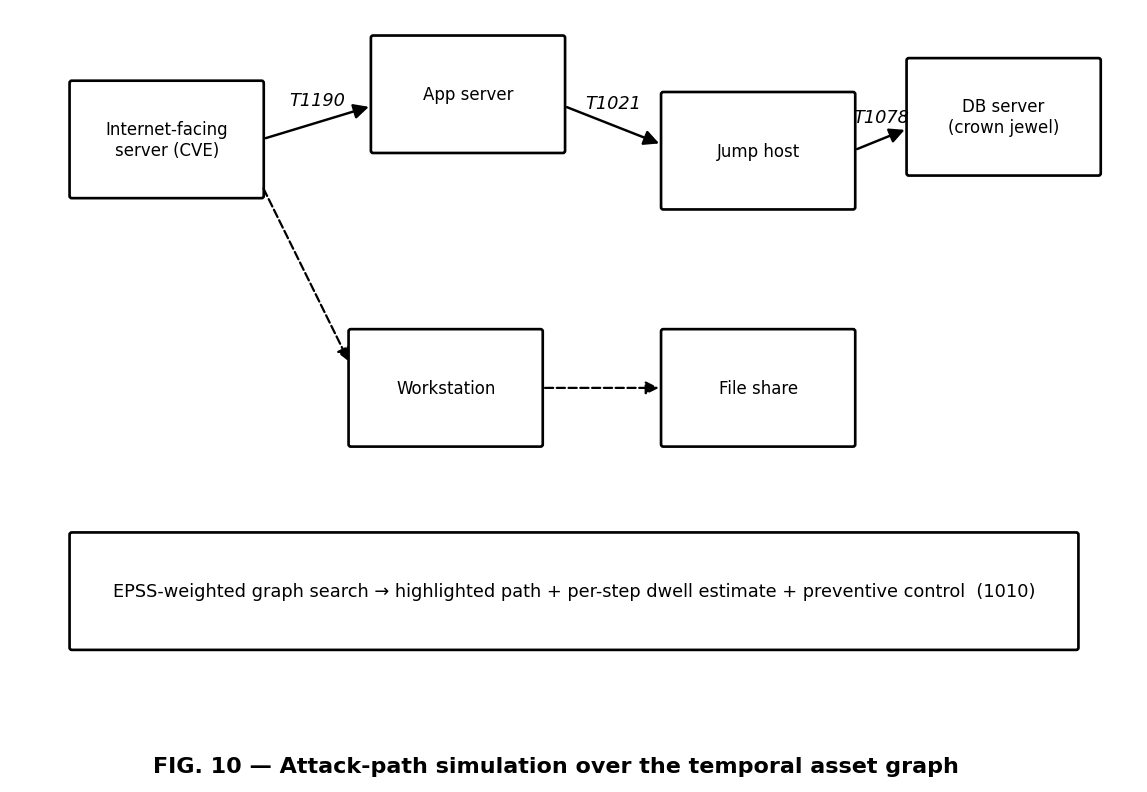 T1190
App server
T1021
T1078
Internet-facing
server (CVE)
Jump host
DB server
(crown jewel)
Workstation
File share
EPSS-weighted graph search → highlighted path + per-step dwell estimate + preventive control  (1010)
FIG. 10 — Attack-path simulation over the temporal asset graph